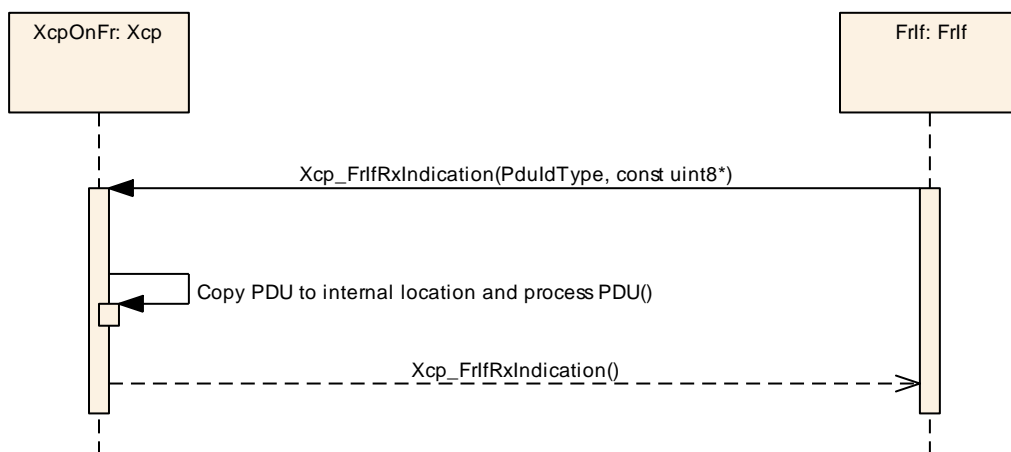 XcpOnFr: Xcp
FrIf: FrIf
Xcp_FrIfRxIndication(PduIdType, const uint8*)
Copy PDU to internal location and process PDU()
Xcp_FrIfRxIndication()